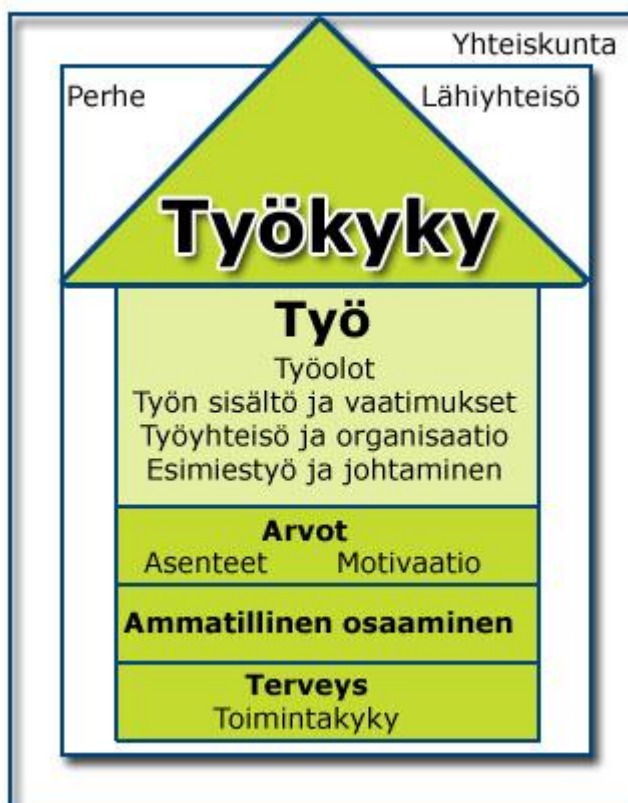 Yhteiskunta
Perhe
Lähiyhteisö
Työkyky
Työ
Työolot
Työn sisältö ja vaatimukset
Työyhteisö ja organisaatio
Esimiestyö ja johtaminen
Arvot
Asenteet Motivaatio
Ammatillinen osaaminen
Terveys
Toimintakyky